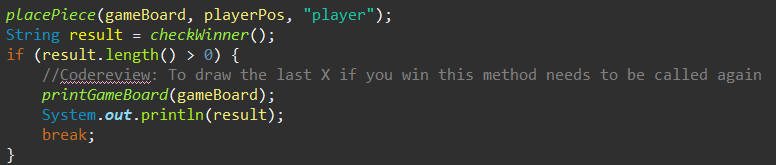 placePiece(gameBoard, playerPos, "player");
String result = checkWinner();
if (result.length() > 0) {
    //Codereview: To draw the last X if you win this method needs to be called again
    printGameBoard(gameBoard);
    System.out.println(result);
    break;
}